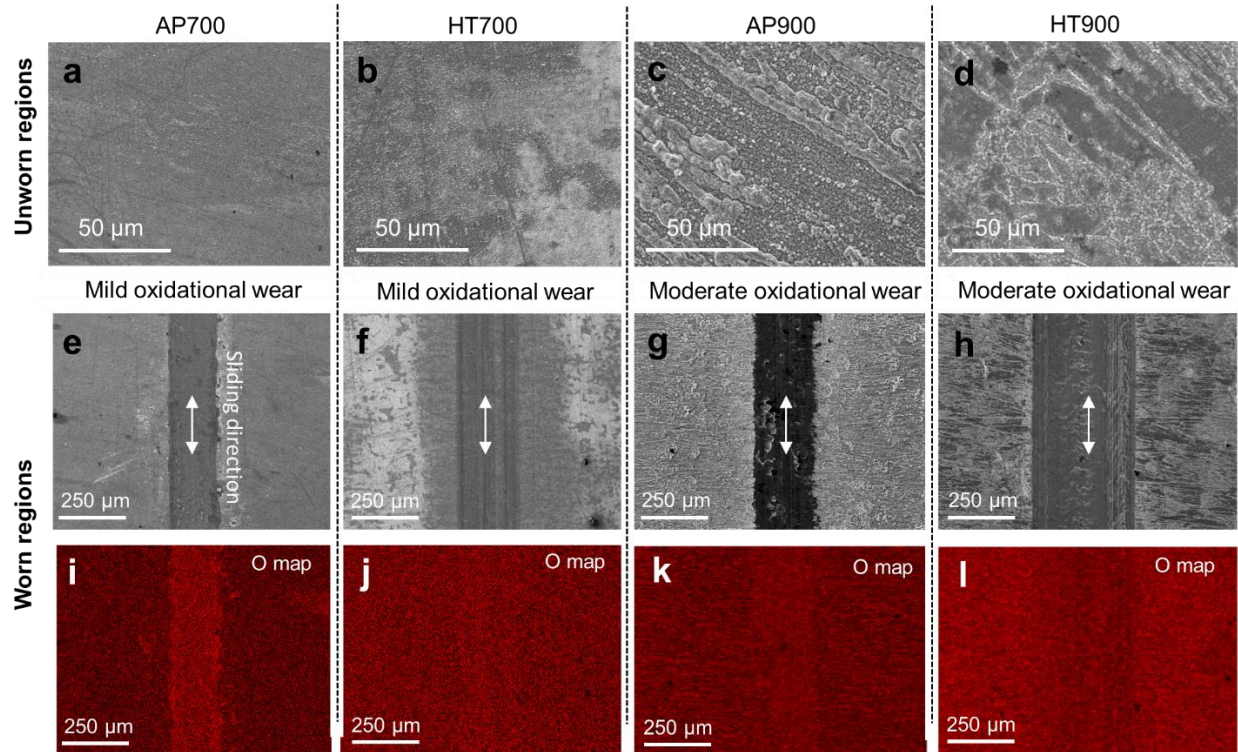 AP700 HT700 AP900 HT900
Unworn regions
a b c d
50 μm 50 μm 50 μm 50 μm
Mild oxidational wear Mild oxidational wear Moderate oxidational wear Moderate oxidational wear
Worn regions
e f g h
Sliding direction
250 μm 250 μm 250 μm 250 μm
i O map j O map k O map l O map
250 μm 250 μm 250 μm 250 μm